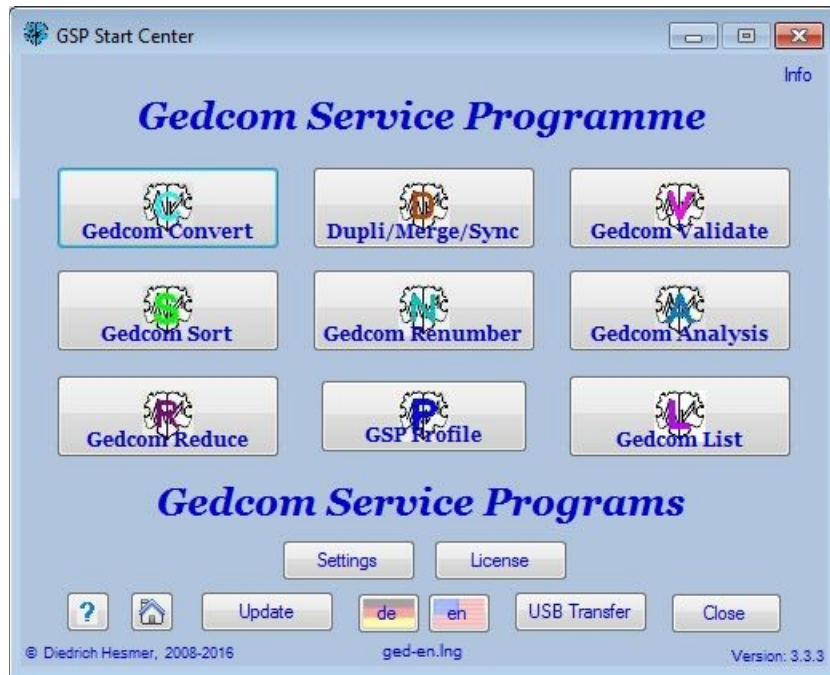 GSP Start Center
Info
Gedcom Service Programme
C D V
Gedcom Convert Dupli/Merge/Sync Gedcom Validate
S N A
Gedcom Sort Gedcom Renumber Gedcom Analysis
R P L
Gedcom Reduce GSP Profile Gedcom List
Gedcom Service Programs
Settings License
? Update de en USB Transfer Close
© Diedrich Hesmer, 2008-2016 ged-en.lng Version: 3.3.3